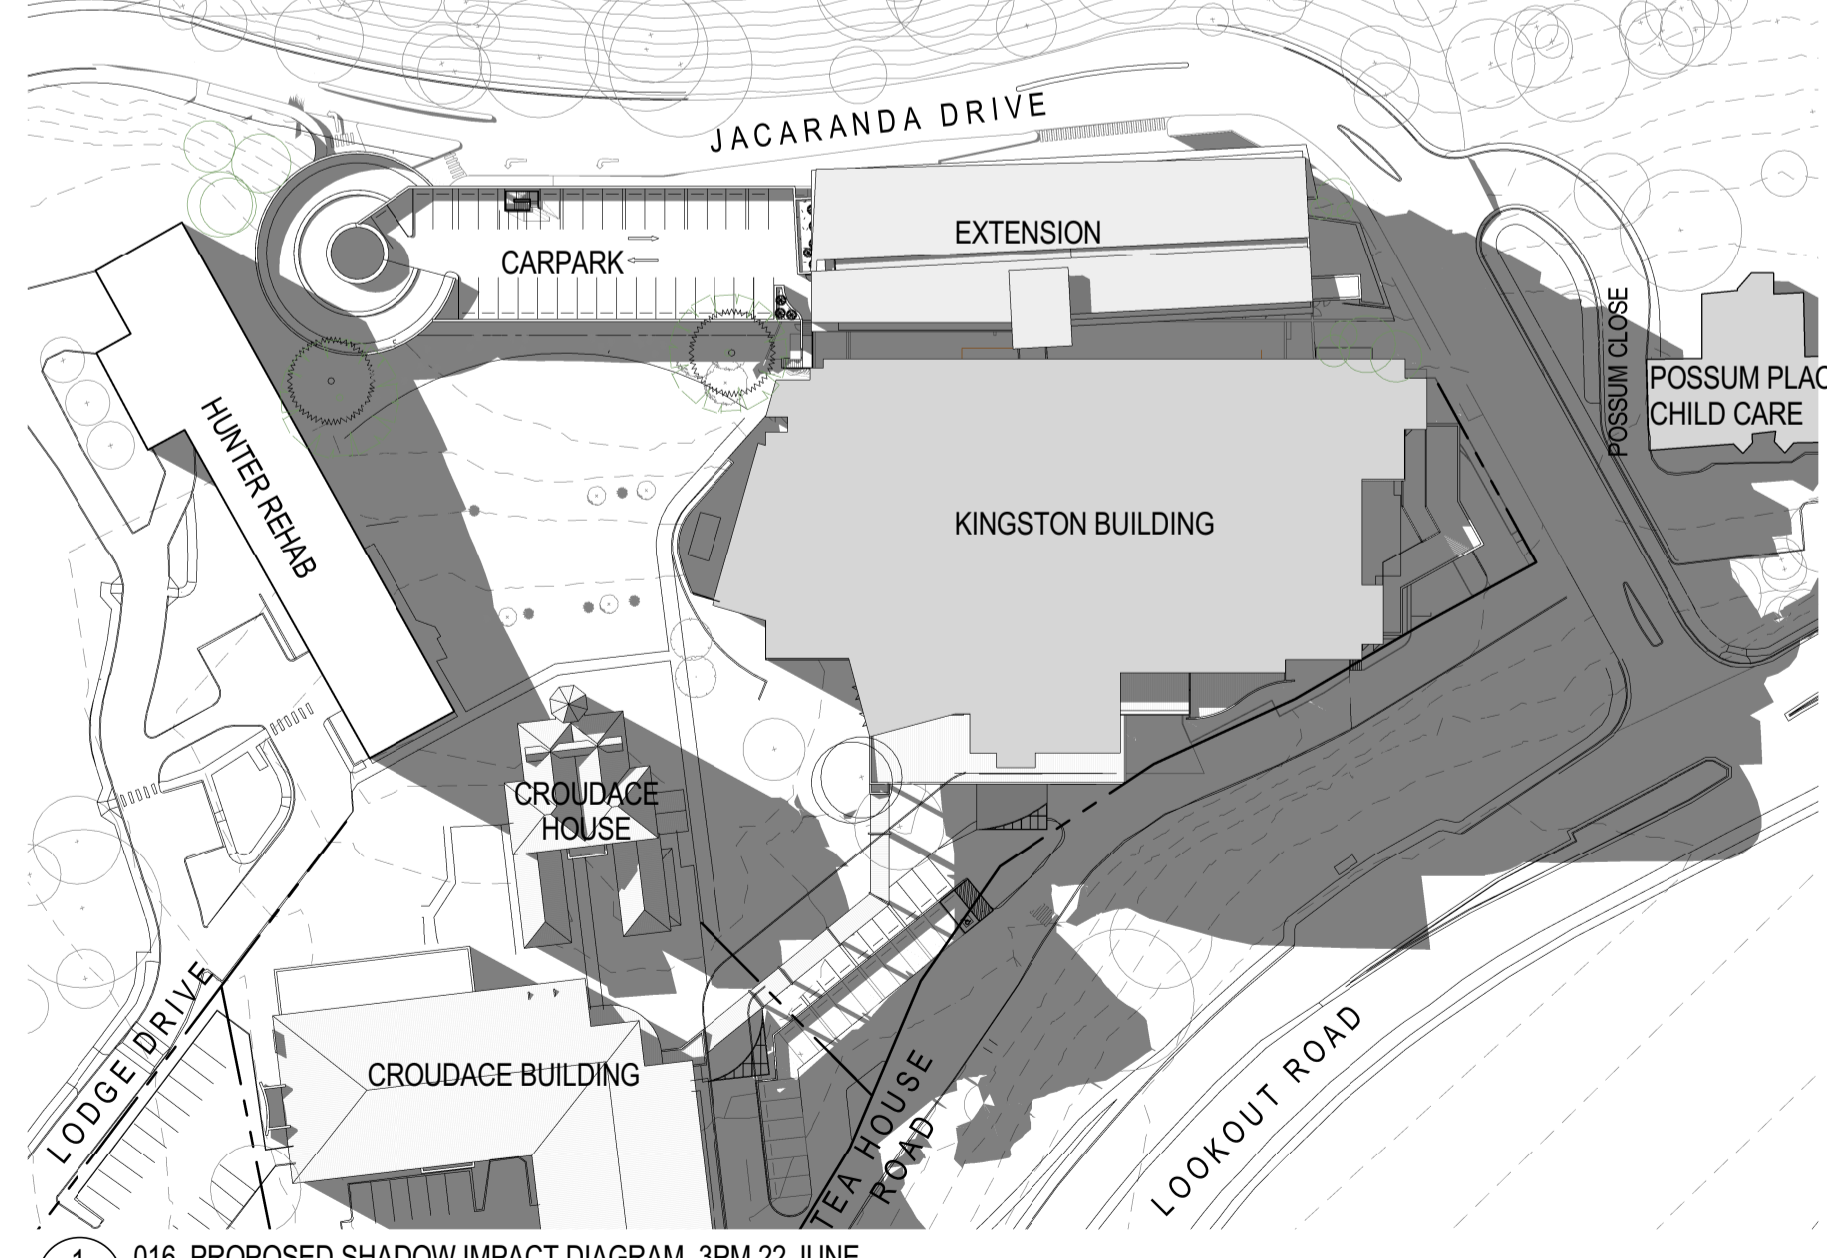 JACARANDA DRIVE
EXTENSION
CARPARK
POSSUM CLOSE
POSSUM PLAC
CHILD CARE
HUNTER REHAB
KINGSTON BUILDING
CROUDACE
HOUSE
LODGE DRIVE
CROUDACE BUILDING
TEA HOUSE
ROAD
LOOKOUT ROAD
1
016 PROPOSED SHADOW IMPACT DIAGRAM 3PM 22 JUNE